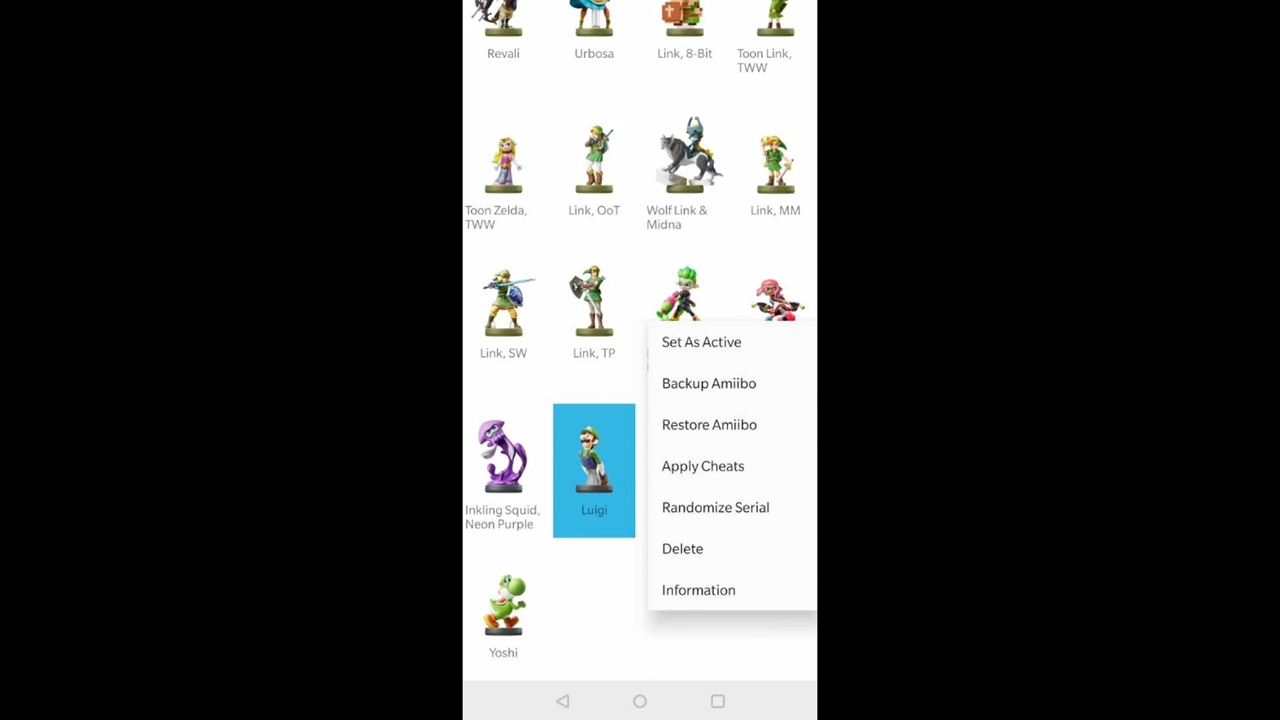 Revali
Urbosa
Link, 8-Bit
Toon Link,
TWW
Toon Zelda,
TWW
Link, OoT
Wolf Link &
Midna
Link, MM
Link, SW
Link, TP
Set As Active
Backup Amiibo
Restore Amiibo
Apply Cheats
Randomize Serial
Delete
Information
Inkling Squid,
Neon Purple
Luigi
Yoshi